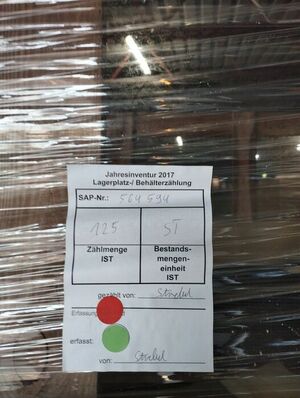 Jahresinventur 2017
Lagerplatz-/ Behälterzählung
SAP-Nr.: 564 594
125 ST
Zählmenge IST
Bestands-mengen-einheit IST
gezählt von:
Erfassung
erfasst:
von: